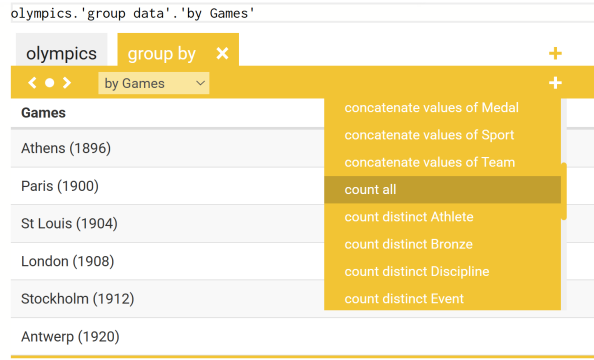 olympics.'group data'.'by Games'
olympics
group by ×
+
by Games
+
Games
Athens (1896)
Paris (1900)
St Louis (1904)
London (1908)
Stockholm (1912)
Antwerp (1920)
concatenate values of Medal
concatenate values of Sport
concatenate values of Team
count all
count distinct Athlete
count distinct Bronze
count distinct Discipline
count distinct Event